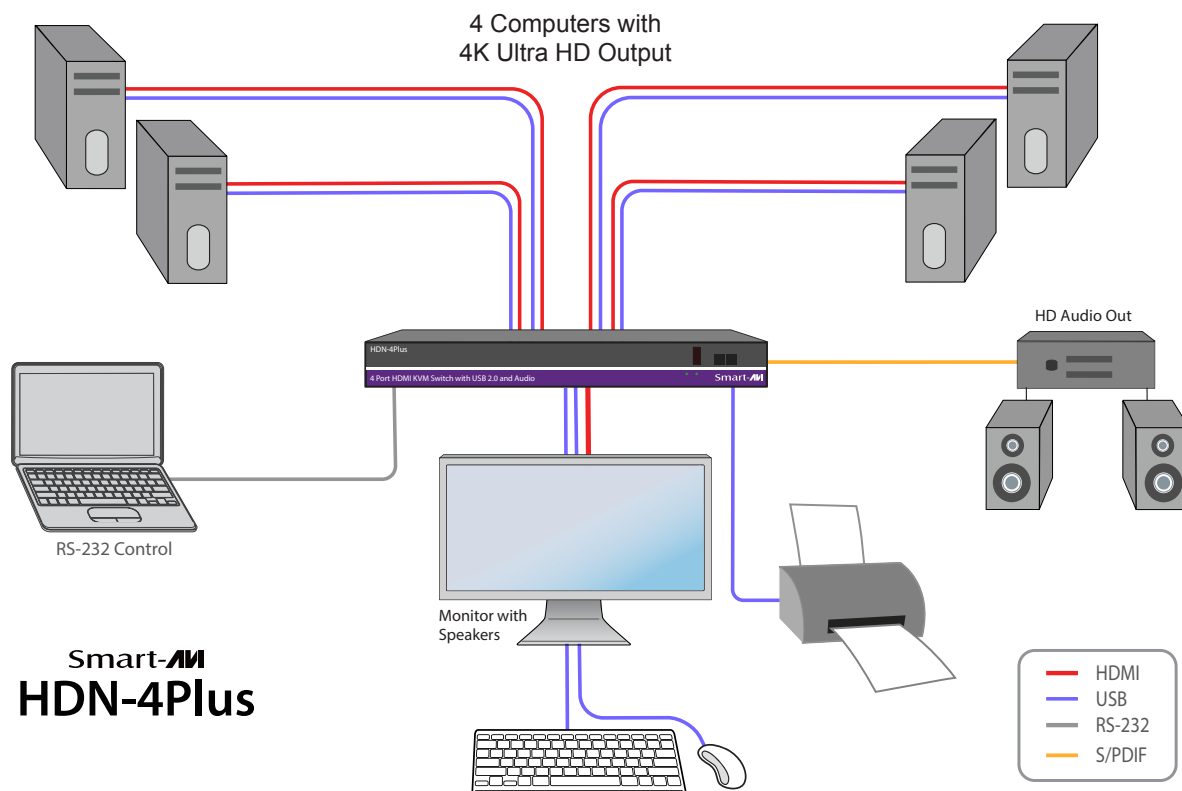 4 Computers with
4K Ultra HD Output
HD Audio Out
HDN-4Plus
4 Port HDMI KVM Switch with USB 2.0 and Audio
Smart-AVI
RS-232 Control
Monitor with
Speakers
Smart-AVI
HDN-4Plus
HDMI
USB
RS-232
S/PDIF